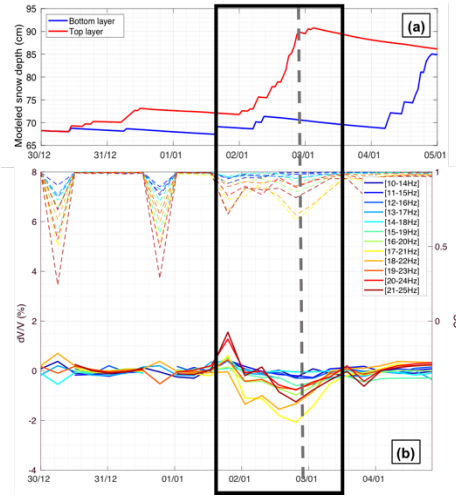 95
90
85
80
75
70
65
Modeled snow depth (cm)
Bottom layer
Top layer
(a)
30/12
31/12
01/01
02/01
03/01
04/01
05/01
8
6
4
2
0
-2
-4
dV/V (%)
1
0.5
0
CC
[10-14Hz]
[11-15Hz]
[12-16Hz]
[13-17Hz]
[14-18Hz]
[15-19Hz]
[16-20Hz]
[17-21Hz]
[18-22Hz]
[19-23Hz]
[20-24Hz]
[21-25Hz]
(b)
30/12
31/12
01/01
02/01
03/01
04/01